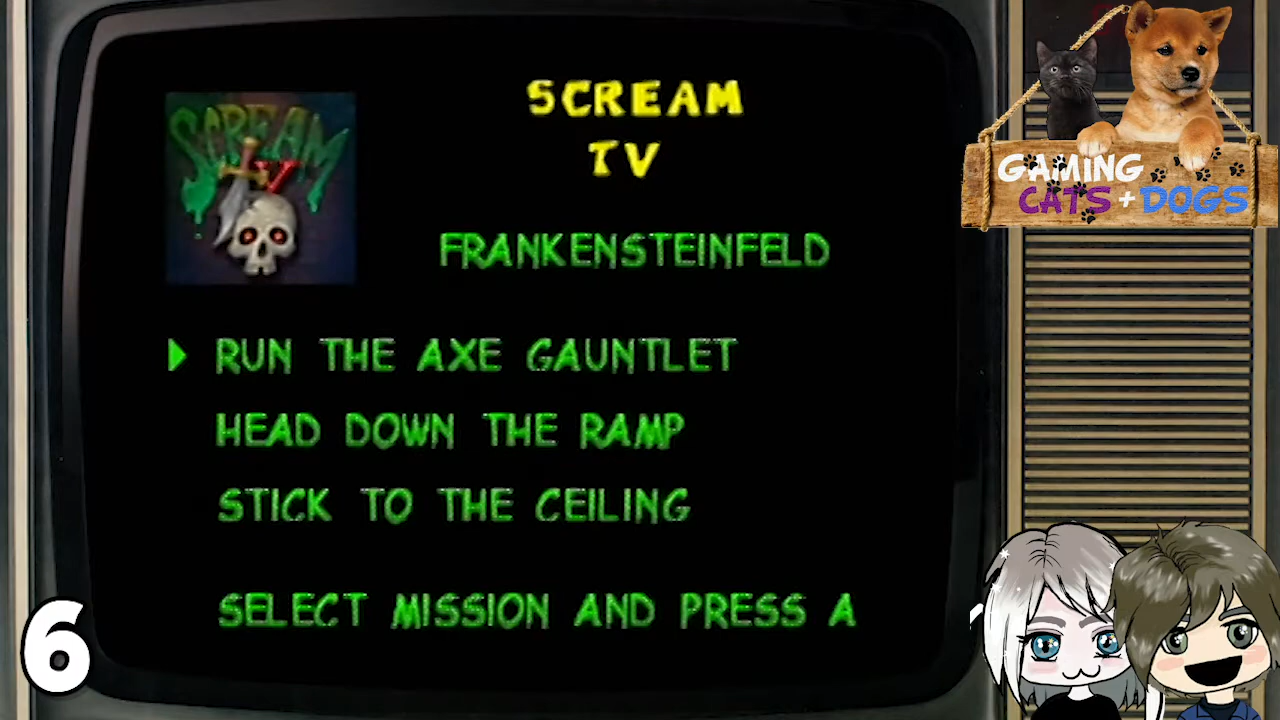 SCREAM
TV
SCREAM
TV
FRANKENSTEINFELD
RUN THE AXE GAUNTLET
HEAD DOWN THE RAMP
STICK TO THE CEILING
SELECT MISSION AND PRESS A
GAMING
CATS + DOGS
6